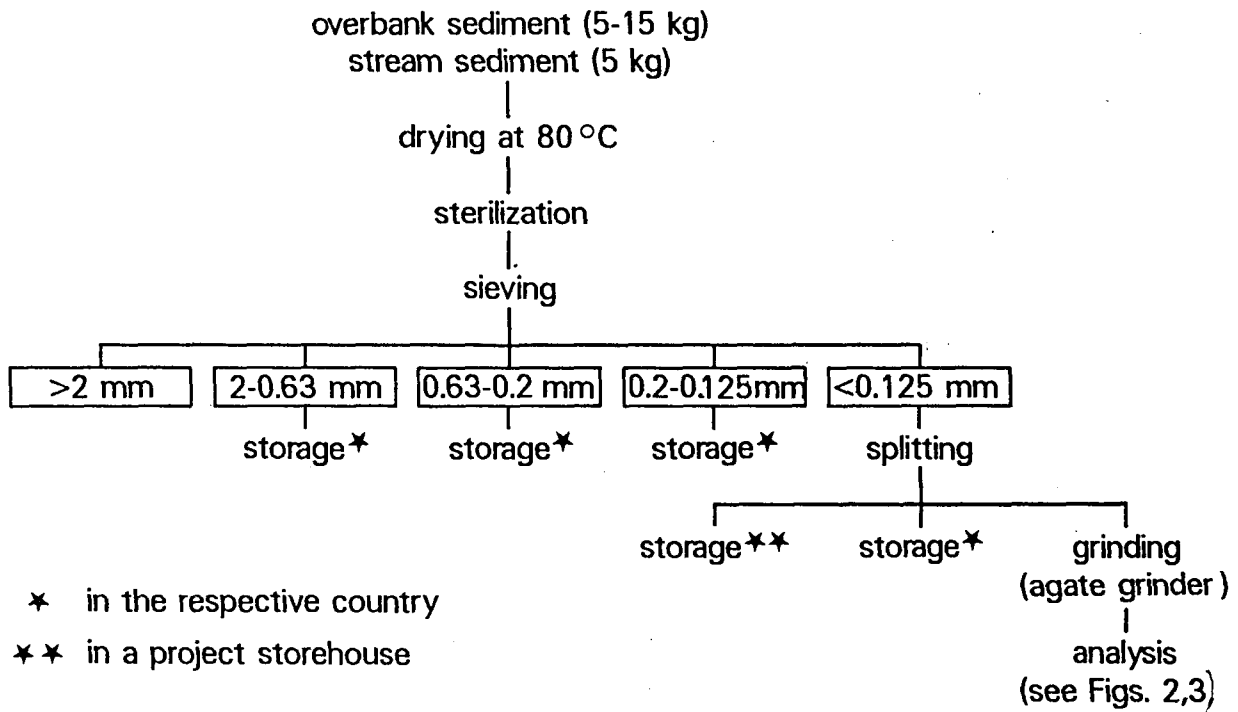 overbank sediment (5-15 kg)
stream sediment (5 kg)
drying at 80 °C
sterilization
sieving
>2 mm 2-0.63 mm 0.63-0.2 mm 0.2-0.125mm <0.125 mm
storage★ storage★ storage★ splitting
storage★★ storage★ grinding
(agate grinder)
★ in the respective country
★★ in a project storehouse
analysis
(see Figs. 2,3)